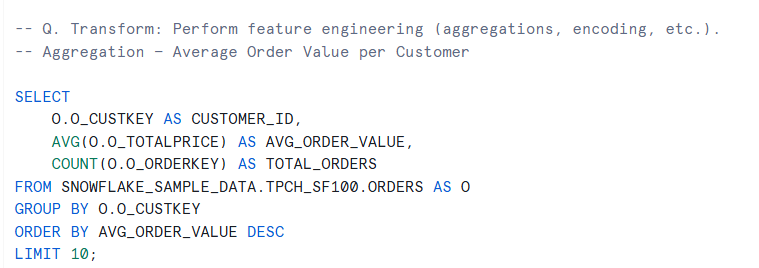 -- Q. Transform: Perform feature engineering (aggregations, encoding, etc.).
-- Aggregation – Average Order Value per Customer
SELECT
O.O_CUSTKEY AS CUSTOMER_ID,
AVG(O.O_TOTALPRICE) AS AVG_ORDER_VALUE,
COUNT(O.O_ORDERKEY) AS TOTAL_ORDERS
FROM SNOWFLAKE_SAMPLE_DATA.TPCH_SF100.ORDERS AS O
GROUP BY O.O_CUSTKEY
ORDER BY AVG_ORDER_VALUE DESC
LIMIT 10;